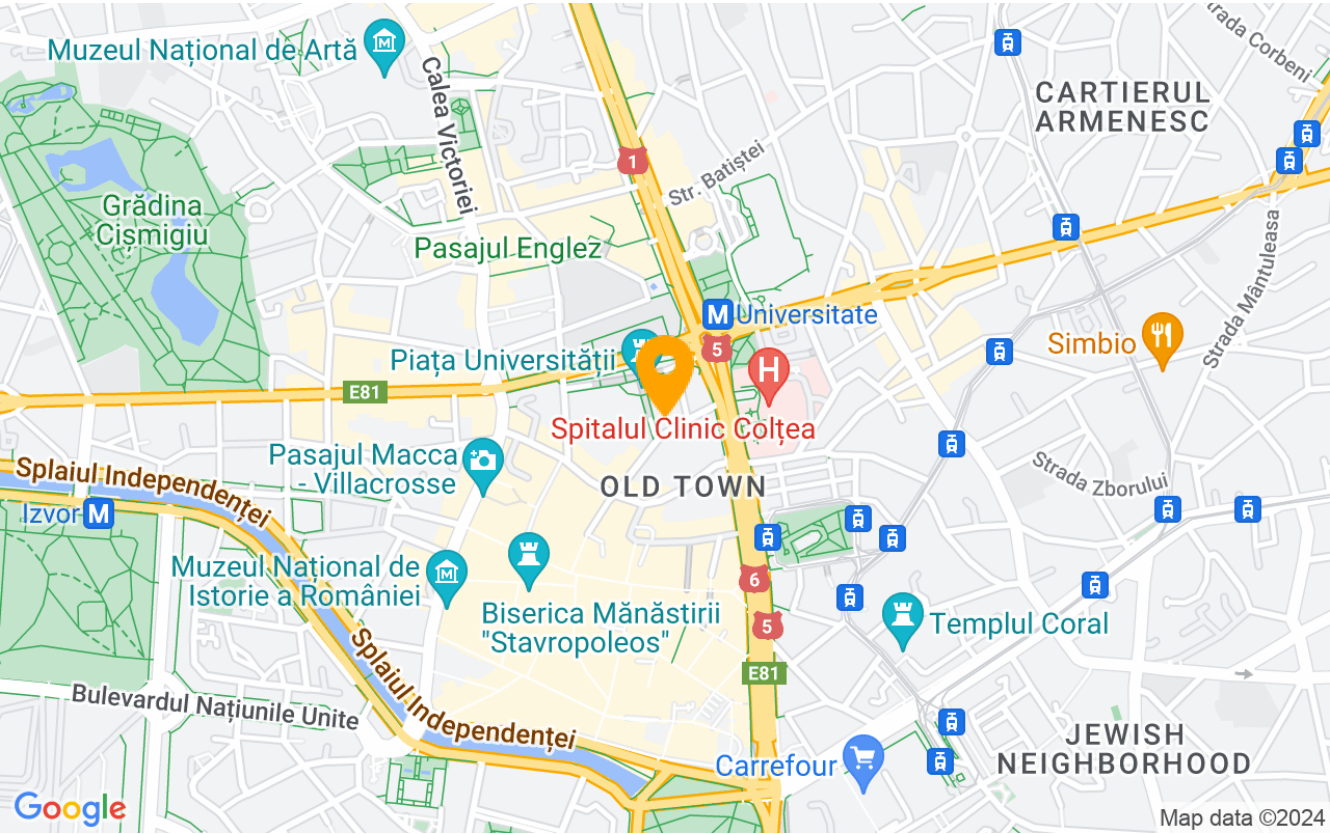 Muzeul Național de Artă
Calea Victoriei
1
Strada Corbeni
CARTIERUL
ARMENESC
Str. Batiștei
Grădina
Cișmigiu
Pasajul Englez
Strada Mântuleasa
M Universitate
5
Simbio
Piața Universității
H
E81
Spitalul Clinic Colțea
Pasajul Macca
- Villacrosse
OLD TOWN
Splaiul Independenței
Strada Zborului
Izvor M
Muzeul Național de
Istorie a României
Biserica Mănăstirii
"Stavropoleos"
6
5
Templul Coral
E81
Splaiul Independenței
Bulevardul Națiunile Unite
JEWISH
NEIGHBORHOOD
Carrefour
Google
Map data ©2024